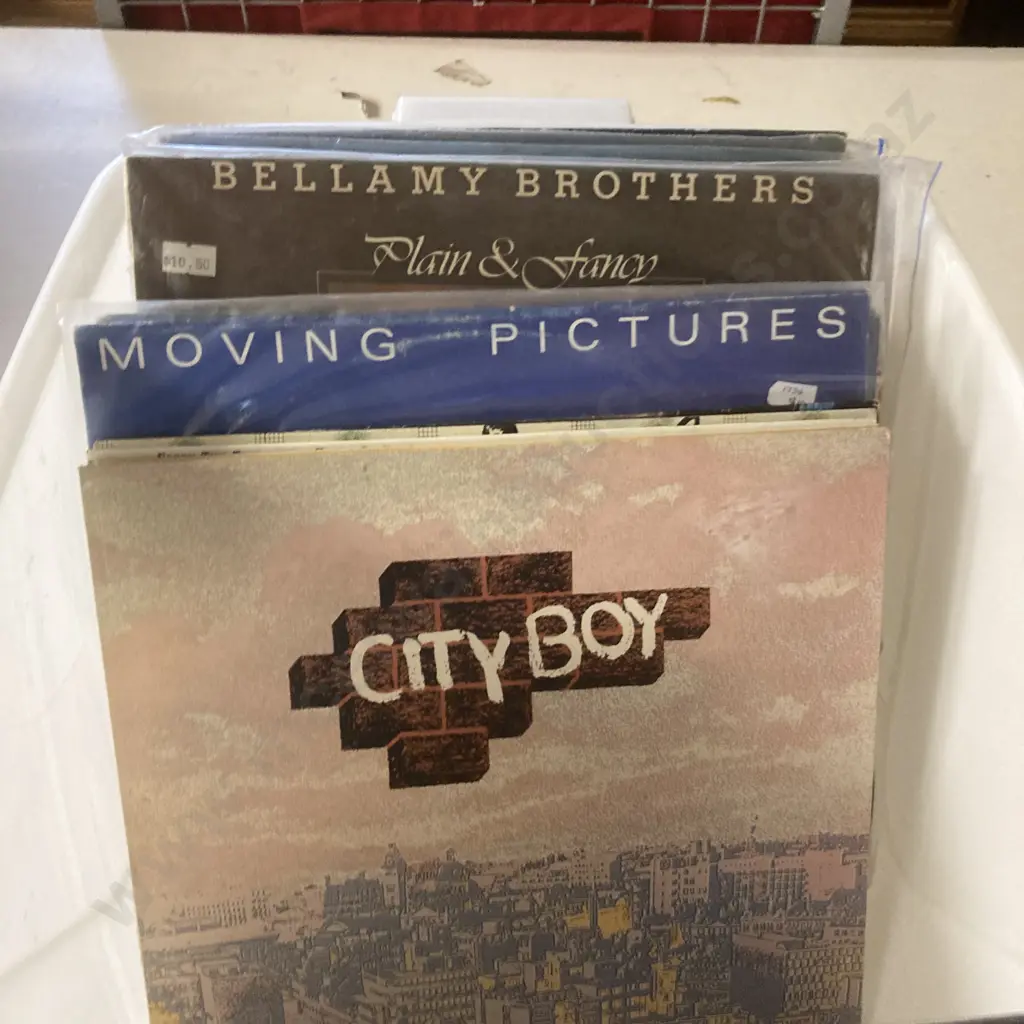 BELLAMY BROTHERS
Plain & Fancy
$10.50
MOVING PICTURES
CITY BOY